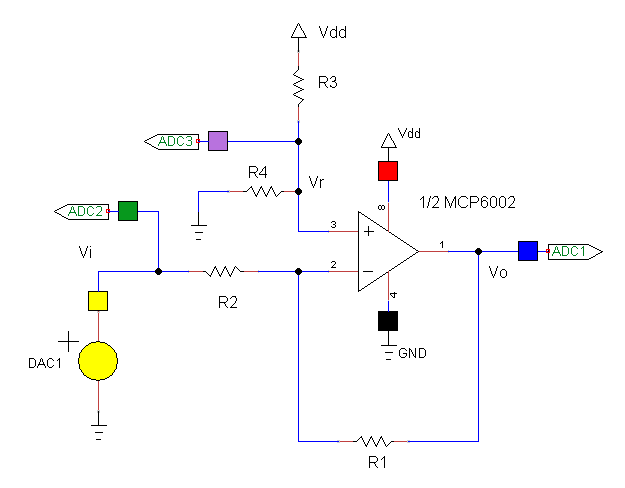 Vdd
R3
ADC3
Vdd
R4
Vr
8
1/2 MCP6002
ADC2
3
+
1
ADC1
Vi
2
−
Vo
R2
4
+
DAC1
GND
R1